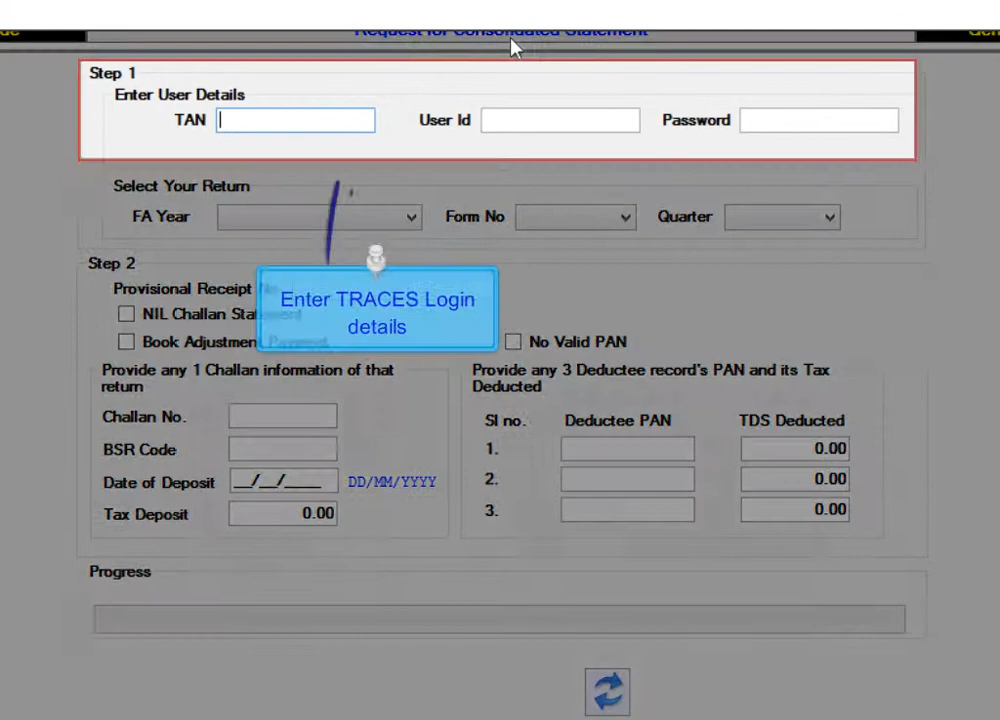 Request for Consolidated Statement
Step 1
Enter User Details
TAN
User Id
Password
Select Your Return
FA Year
Form No
Quarter
Step 2
Provisional Receipt
NIL Challan
Book Adjustment
No Valid PAN
Enter TRACES Login
details
Provide any 1 Challan information of that
return
Challan No.
BSR Code
Date of Deposit __/__/____ DD/MM/YYYY
Tax Deposit 0.00
Provide any 3 Deductee record's PAN and its Tax
Deducted
Sl no. Deductee PAN TDS Deducted
1. 0.00
2. 0.00
3. 0.00
Progress